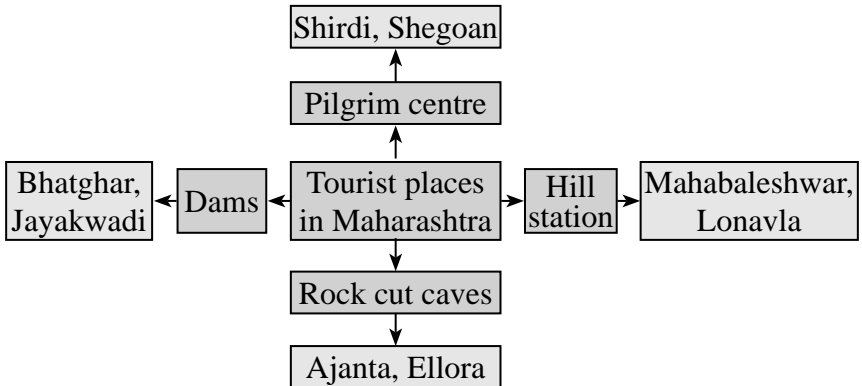 Shirdi, Shegoan
Pilgrim centre
Bhatghar,
Jayakwadi
Dams
Tourist places
in Maharashtra
Hill
station
Mahabaleshwar,
Lonavla
Rock cut caves
Ajanta, Ellora